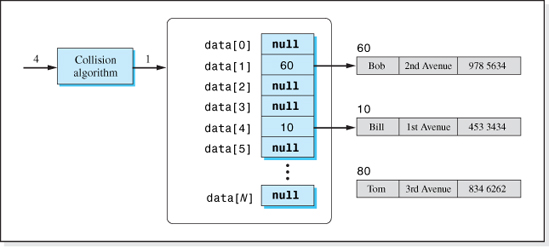 4
Collision
algorithm
1
data[0] null
data[1] 60
data[2] null
data[3] null
data[4] 10
data[5] null
data[N] null
60
Bob 2nd Avenue 978 5634
10
Bill 1st Avenue 453 3434
80
Tom 3rd Avenue 834 6262